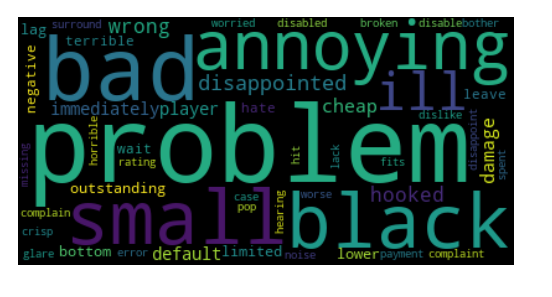 lag
surround
wrong
worried
disabled
broken
disable
bother
terrible
bad
annoying
negative
disappointed
ill
leave
immediately
player
hate
cheap
dislike
problem
missing
horrible
wait
rating
hit
lack
fits
disappoint
spent
damage
outstanding
small
case
pop
hearing
worse
hooked
black
complain
crisp
glare
bottom
error
default
limited
noise
lower
payment
complaint